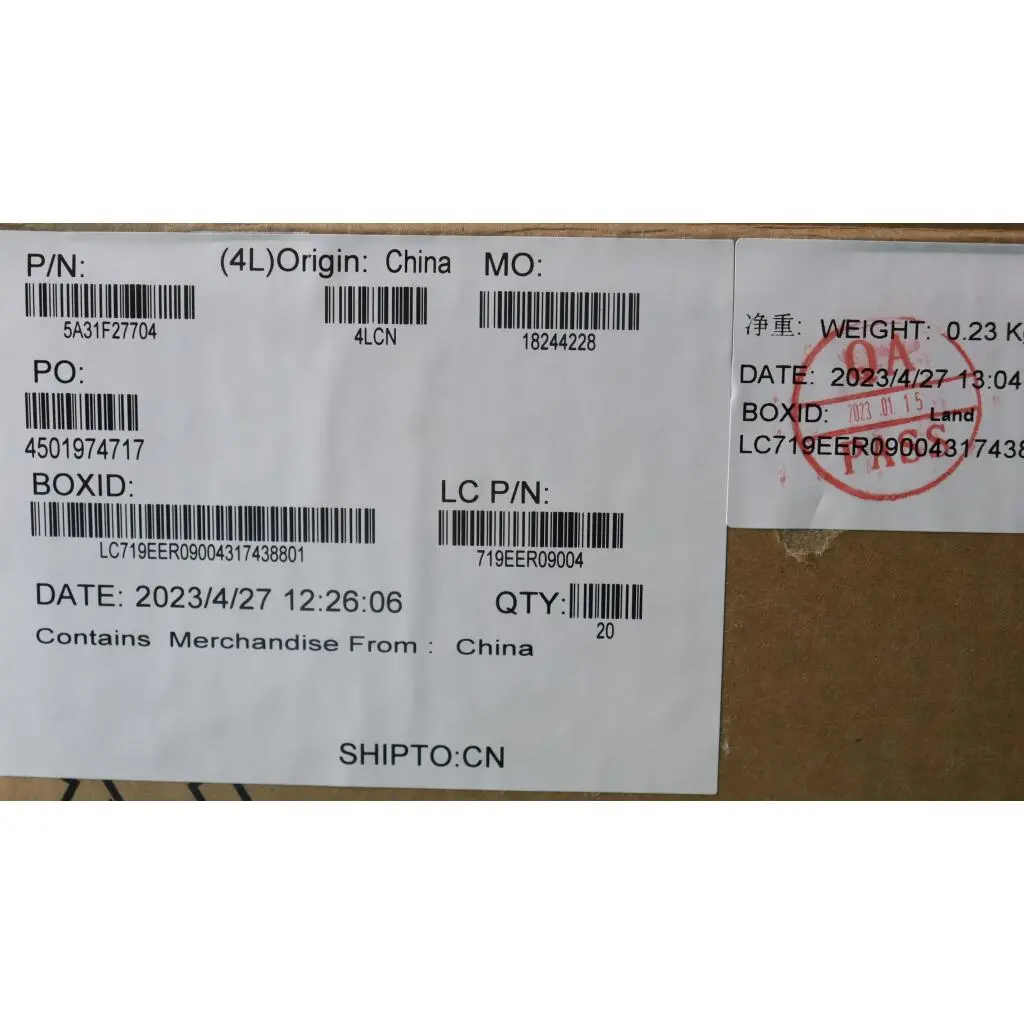 P/N: (4L)Origin: China MO:
5A31F27704 4LCN 18244228
PO:
4501974717
BOXID: LC P/N:
LC719EER09004317438801 719EER09004
DATE: 2023/4/27 12:26:06 QTY:
20
Contains Merchandise From : China
SHIPTO:CN
净重: WEIGHT: 0.23 K
DATE: 2023/4/27 13:04
BOXID: Land
LC719EER0900431743
QA
2023.01.15
PASS